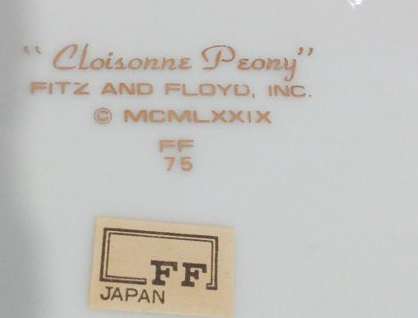 "Cloisonne Peony"
FITZ AND FLOYD, INC.
© MCMLXXIX
FF
75
FF
JAPAN